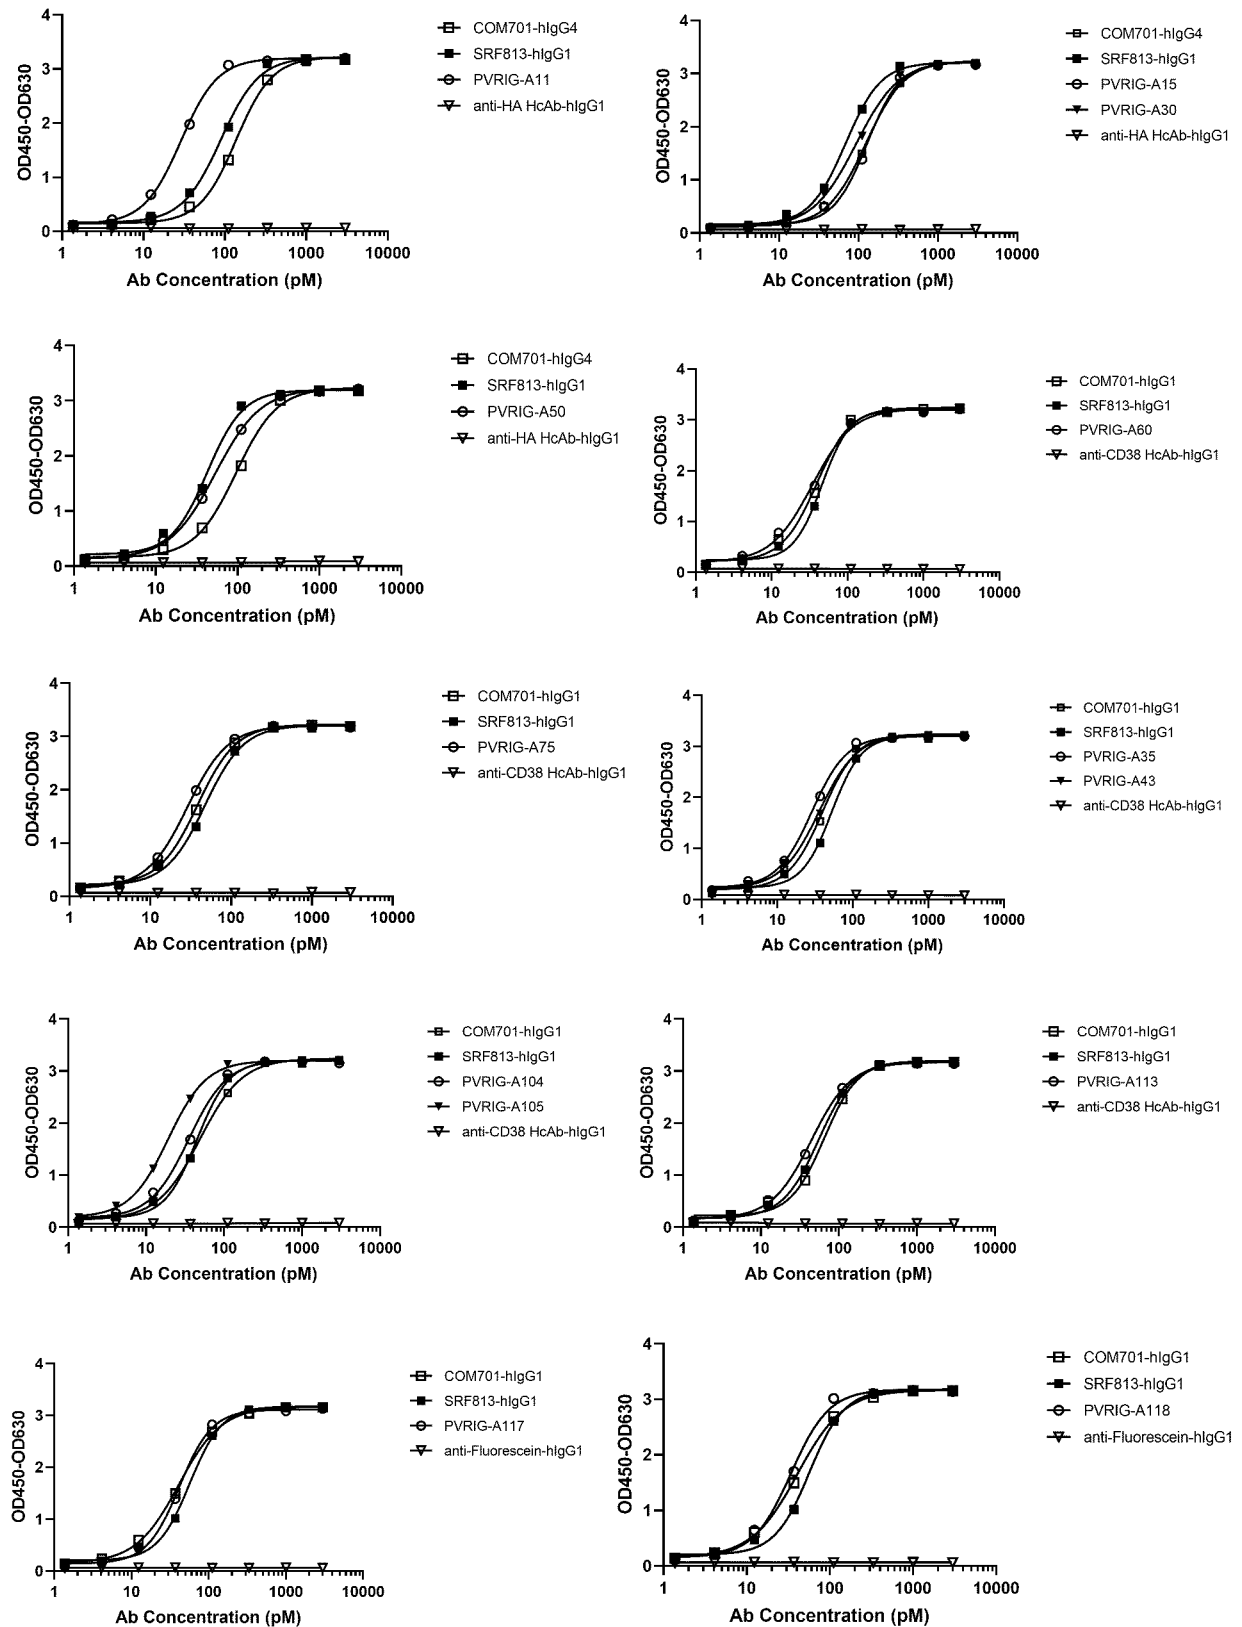 4
3
2
1
0
OD450-OD630
1
10
100
1000
10000
Ab Concentration (pM)
COM701-hIgG4
SRF813-hIgG1
PVRIG-A11
anti-HA HcAb-hIgG1
4
3
2
1
0
OD450-OD630
1
10
100
1000
10000
Ab Concentration (pM)
COM701-hIgG4
SRF813-hIgG1
PVRIG-A15
PVRIG-A30
anti-HA HcAb-hIgG1
4
3
2
1
0
OD450-OD630
1
10
100
1000
10000
Ab Concentration (pM)
COM701-hIgG4
SRF813-hIgG1
PVRIG-A50
anti-HA HcAb-hIgG1
4
3
2
1
0
OD450-OD630
1
10
100
1000
10000
Ab Concentration (pM)
COM701-hIgG1
SRF813-hIgG1
PVRIG-A60
anti-CD38 HcAb-hIgG1
4
3
2
1
0
OD450-OD630
1
10
100
1000
10000
Ab Concentration (pM)
COM701-hIgG1
SRF813-hIgG1
PVRIG-A75
anti-CD38 HcAb-hIgG1
4
3
2
1
0
OD450-OD630
1
10
100
1000
10000
Ab Concentration (pM)
COM701-hIgG1
SRF813-hIgG1
PVRIG-A35
PVRIG-A43
anti-CD38 HcAb-hIgG1
4
3
2
1
0
OD450-OD630
1
10
100
1000
10000
Ab Concentration (pM)
COM701-hIgG1
SRF813-hIgG1
PVRIG-A104
PVRIG-A105
anti-CD38 HcAb-hIgG1
4
3
2
1
0
OD450-OD630
1
10
100
1000
10000
Ab Concentration (pM)
COM701-hIgG1
SRF813-hIgG1
PVRIG-A113
anti-CD38 HcAb-hIgG1
4
3
2
1
0
OD450-OD630
1
10
100
1000
10000
Ab Concentration (pM)
COM701-hIgG1
SRF813-hIgG1
PVRIG-A117
anti-Fluorescein-hIgG1
4
3
2
1
0
OD450-OD630
1
10
100
1000
10000
Ab Concentration (pM)
COM701-hIgG1
SRF813-hIgG1
PVRIG-A118
anti-Fluorescein-hIgG1